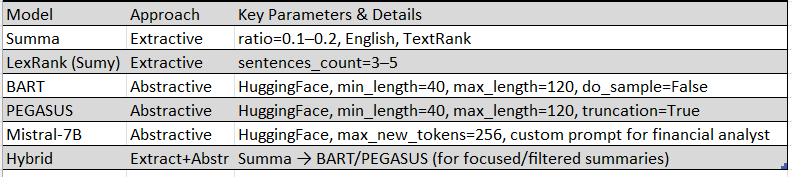 Model Approach Key Parameters & Details
Summa Extractive ratio=0.1–0.2, English, TextRank
LexRank (Sumy) Extractive sentences_count=3–5
BART Abstractive HuggingFace, min_length=40, max_length=120, do_sample=False
PEGASUS Abstractive HuggingFace, min_length=40, max_length=120, truncation=True
Mistral-7B Abstractive HuggingFace, max_new_tokens=256, custom prompt for financial analyst
Hybrid Extract+Abstr Summa → BART/PEGASUS (for focused/filtered summaries)